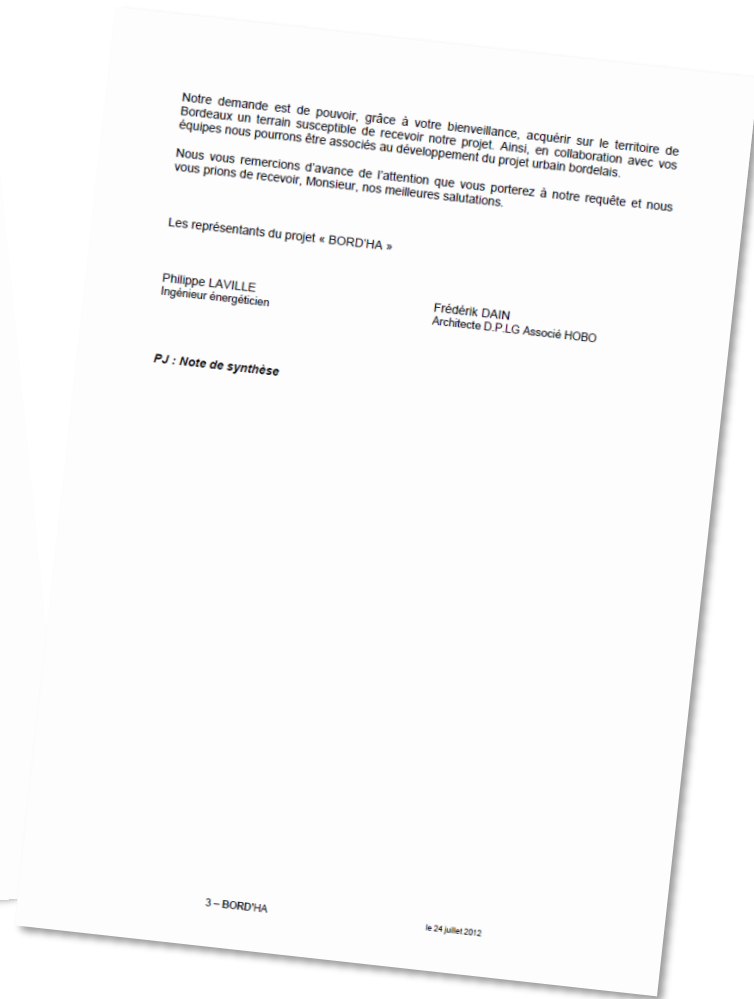 Notre demande est de pouvoir, grâce à votre bienveillance, acquérir sur le territoire de
Bordeaux un terrain susceptible de recevoir notre projet. Ainsi, en collaboration avec vos
équipes nous pourrons être associés au développement du projet urbain bordelais.
Nous vous remercions d'avance de l'attention que vous porterez à notre requête et nous
vous prions de recevoir, Monsieur, nos meilleures salutations.
Les représentants du projet « BORD'HA »
Philippe LAVILLE
Ingénieur énergéticien
Frédérik DAIN
Architecte D.P.LG Associé HOBO
PJ : Note de synthèse
3 – BORD'HA
le 24 juillet 2012